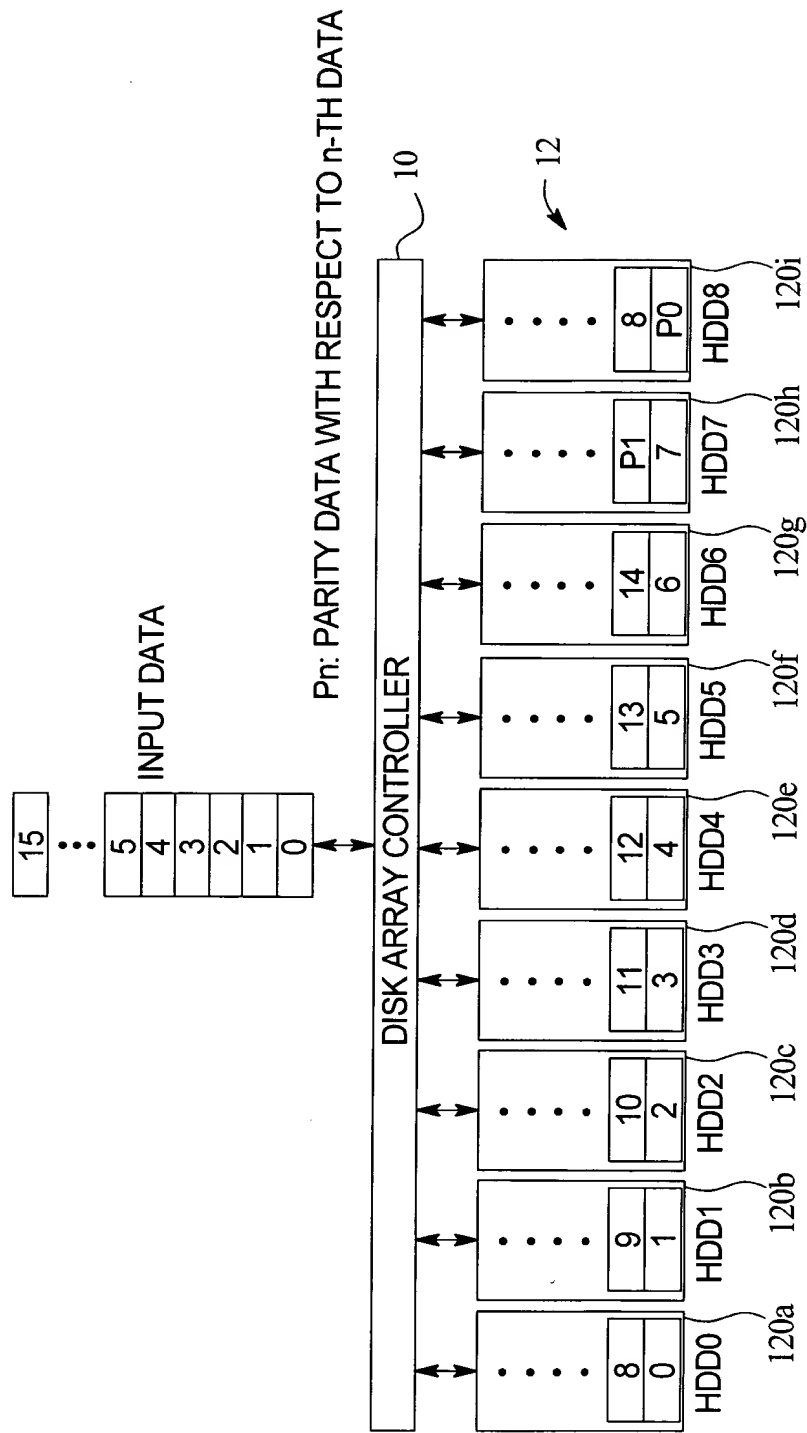 15
5
4
3
2
1
0
INPUT DATA
Pn: PARITY DATA WITH RESPECT TO n-TH DATA
DISK ARRAY CONTROLLER
10
12
8 9 10 11 12 13 14 P1 8
0 1 2 3 4 5 6 7 P0
HDD0 HDD1 HDD2 HDD3 HDD4 HDD5 HDD6 HDD7 HDD8
120a 120b 120c 120d 120e 120f 120g 120h 120i